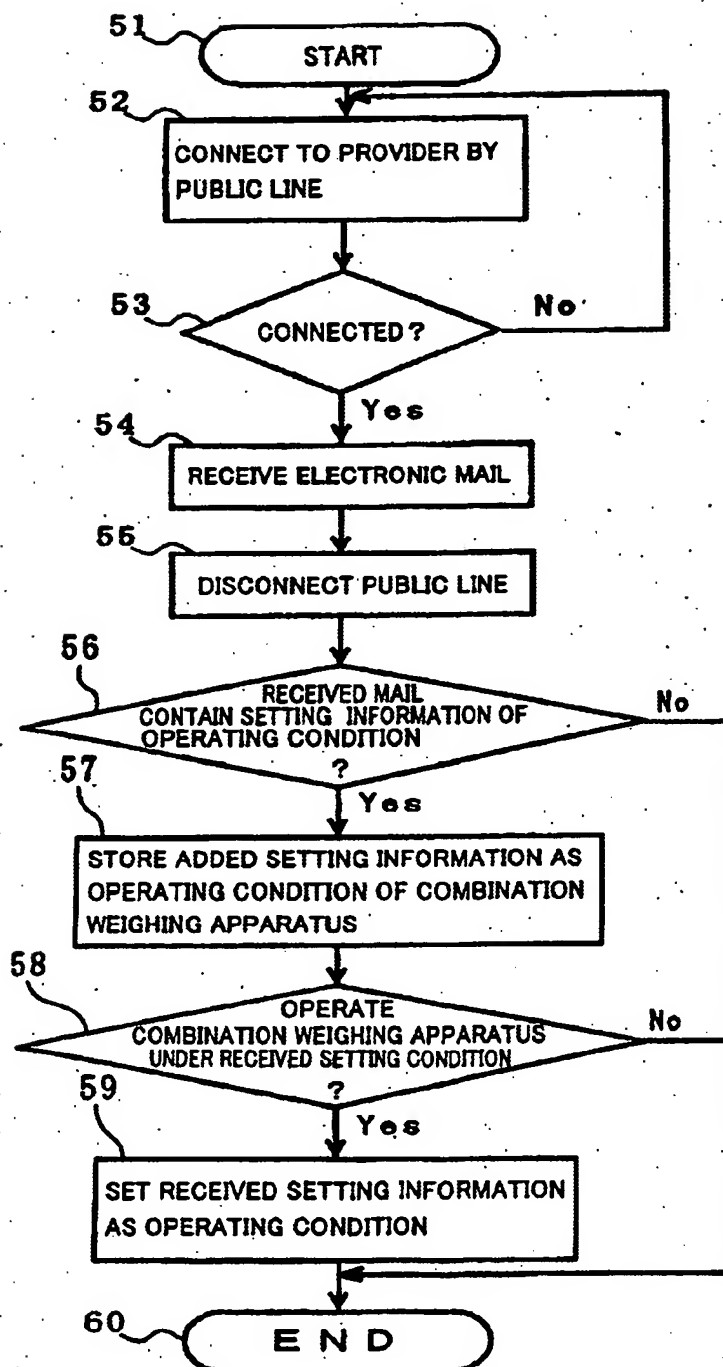 51
START
52
CONNECT TO PROVIDER BY
PUBLIC LINE
53
CONNECTED ?
No
Yes
54
RECEIVE ELECTRONIC MAIL
55
DISCONNECT PUBLIC LINE
56
RECEIVED MAIL
CONTAIN SETTING INFORMATION OF
OPERATING CONDITION
?
No
Yes
57
STORE ADDED SETTING INFORMATION AS
OPERATING CONDITION OF COMBINATION
WEIGHING APPARATUS
58
OPERATE
COMBINATION WEIGHING APPARATUS
UNDER RECEIVED SETTING CONDITION
?
No
Yes
59
SET RECEIVED SETTING INFORMATION
AS OPERATING CONDITION
60
END